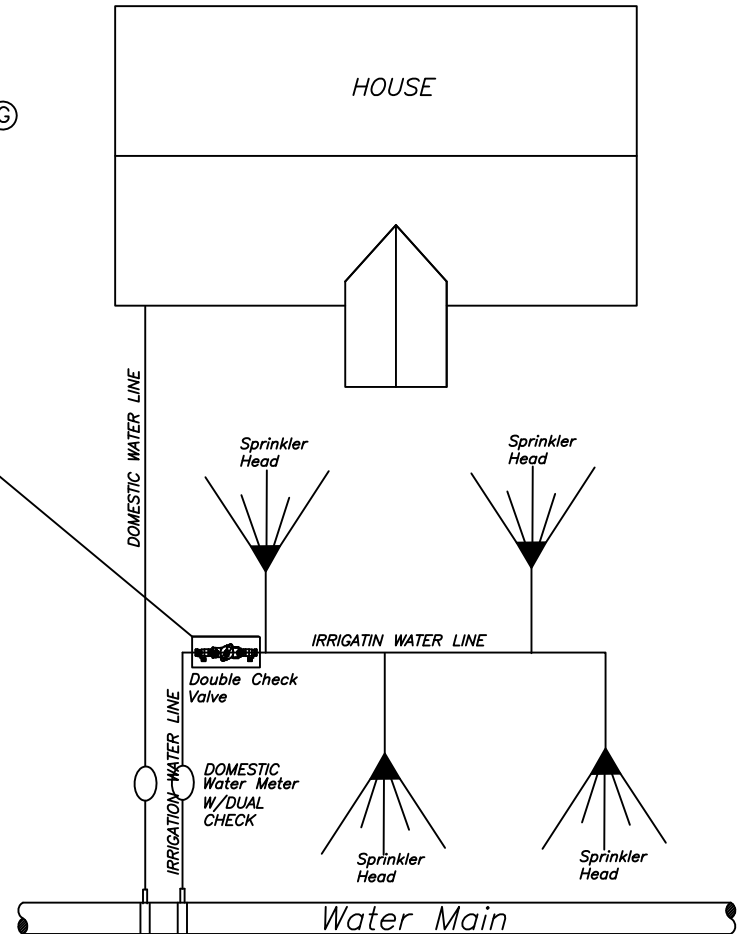 HOUSE
G
DOMESTIC WATER LINE
Sprinkler
Head
Sprinkler
Head
IRRIGATIN WATER LINE
Double Check
Valve
IRRIGATION WATER LINE
DOMESTIC
Water Meter
W/DUAL
CHECK
Sprinkler
Head
Sprinkler
Head
Water Main